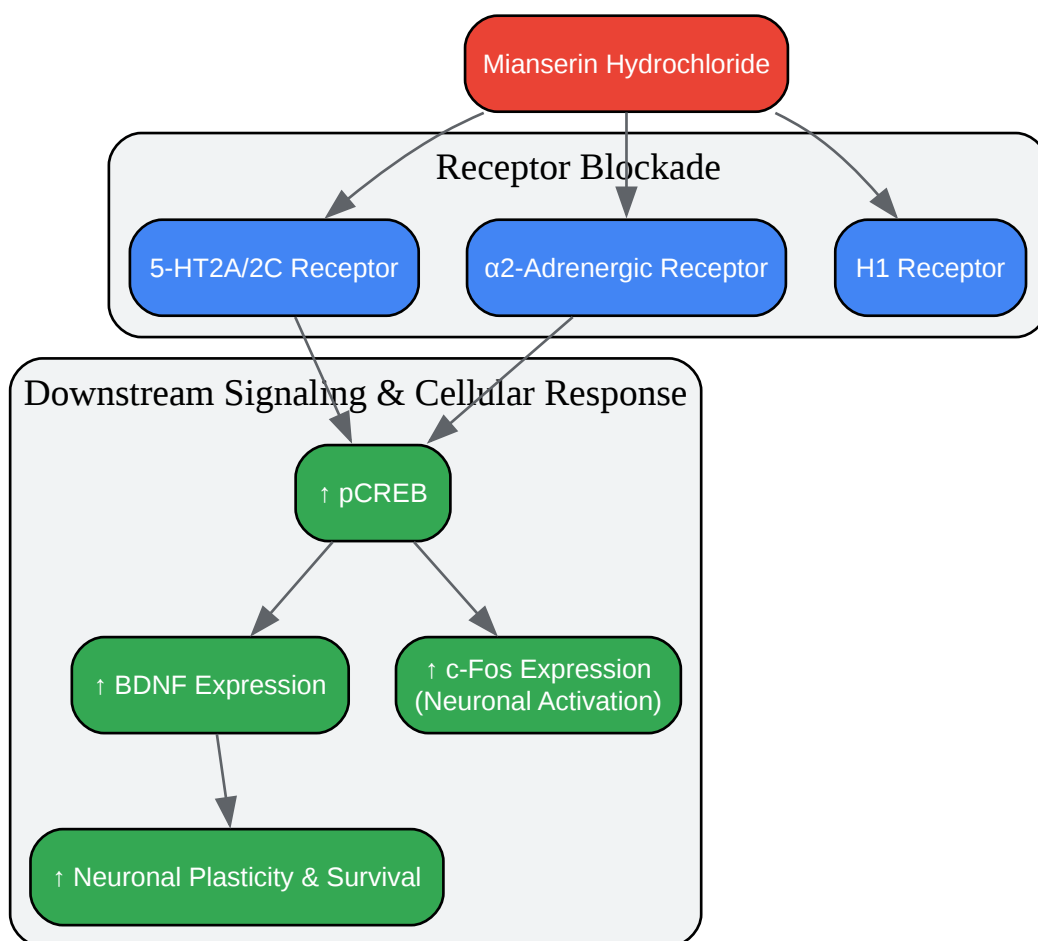 Mianserin Hydrochloride
Receptor Blockade
5-HT2A/2C Receptor
α2-Adrenergic Receptor
H1 Receptor
Downstream Signaling & Cellular Response
↑ pCREB
↑ BDNF Expression
↑ c-Fos Expression
(Neuronal Activation)
↑ Neuronal Plasticity & Survival